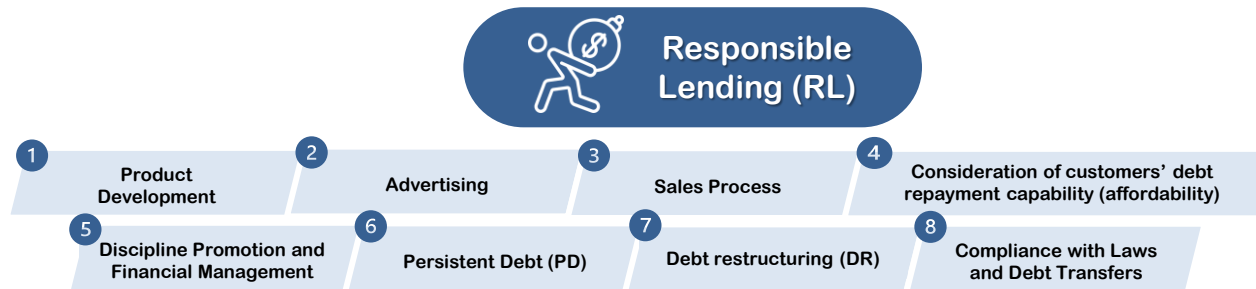 $
Responsible
Lending (RL)
1
Product
Development
2
Advertising
3
Sales Process
4
Consideration of customers’ debt
repayment capability (affordability)
5
Discipline Promotion and
Financial Management
6
Persistent Debt (PD)
7
Debt restructuring (DR)
8
Compliance with Laws
and Debt Transfers